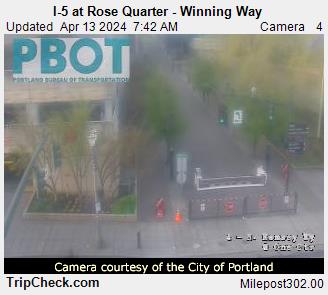 I-5 at Rose Quarter - Winning Way
Updated Apr 13 2024 7:42 AM Camera 4
PBOT
PORTLAND BUREAU OF TRANSPORTATION
Camera courtesy of the City of Portland
TripCheck.com Milepost302.00